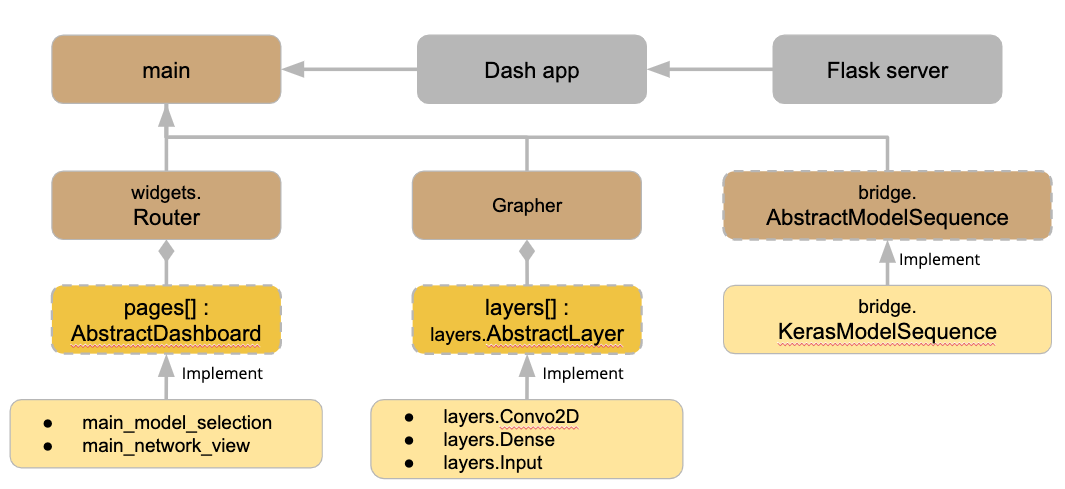 main
Dash app
Flask server
widgets.
Router
Grapher
bridge.
AbstractModelSequence
Implement
pages[] :
AbstractDashboard
layers[] :
layers.AbstractLayer
bridge.
KerasModelSequence
Implement
Implement
● main_model_selection
● main_network_view
● layers.Convo2D
● layers.Dense
● layers.Input